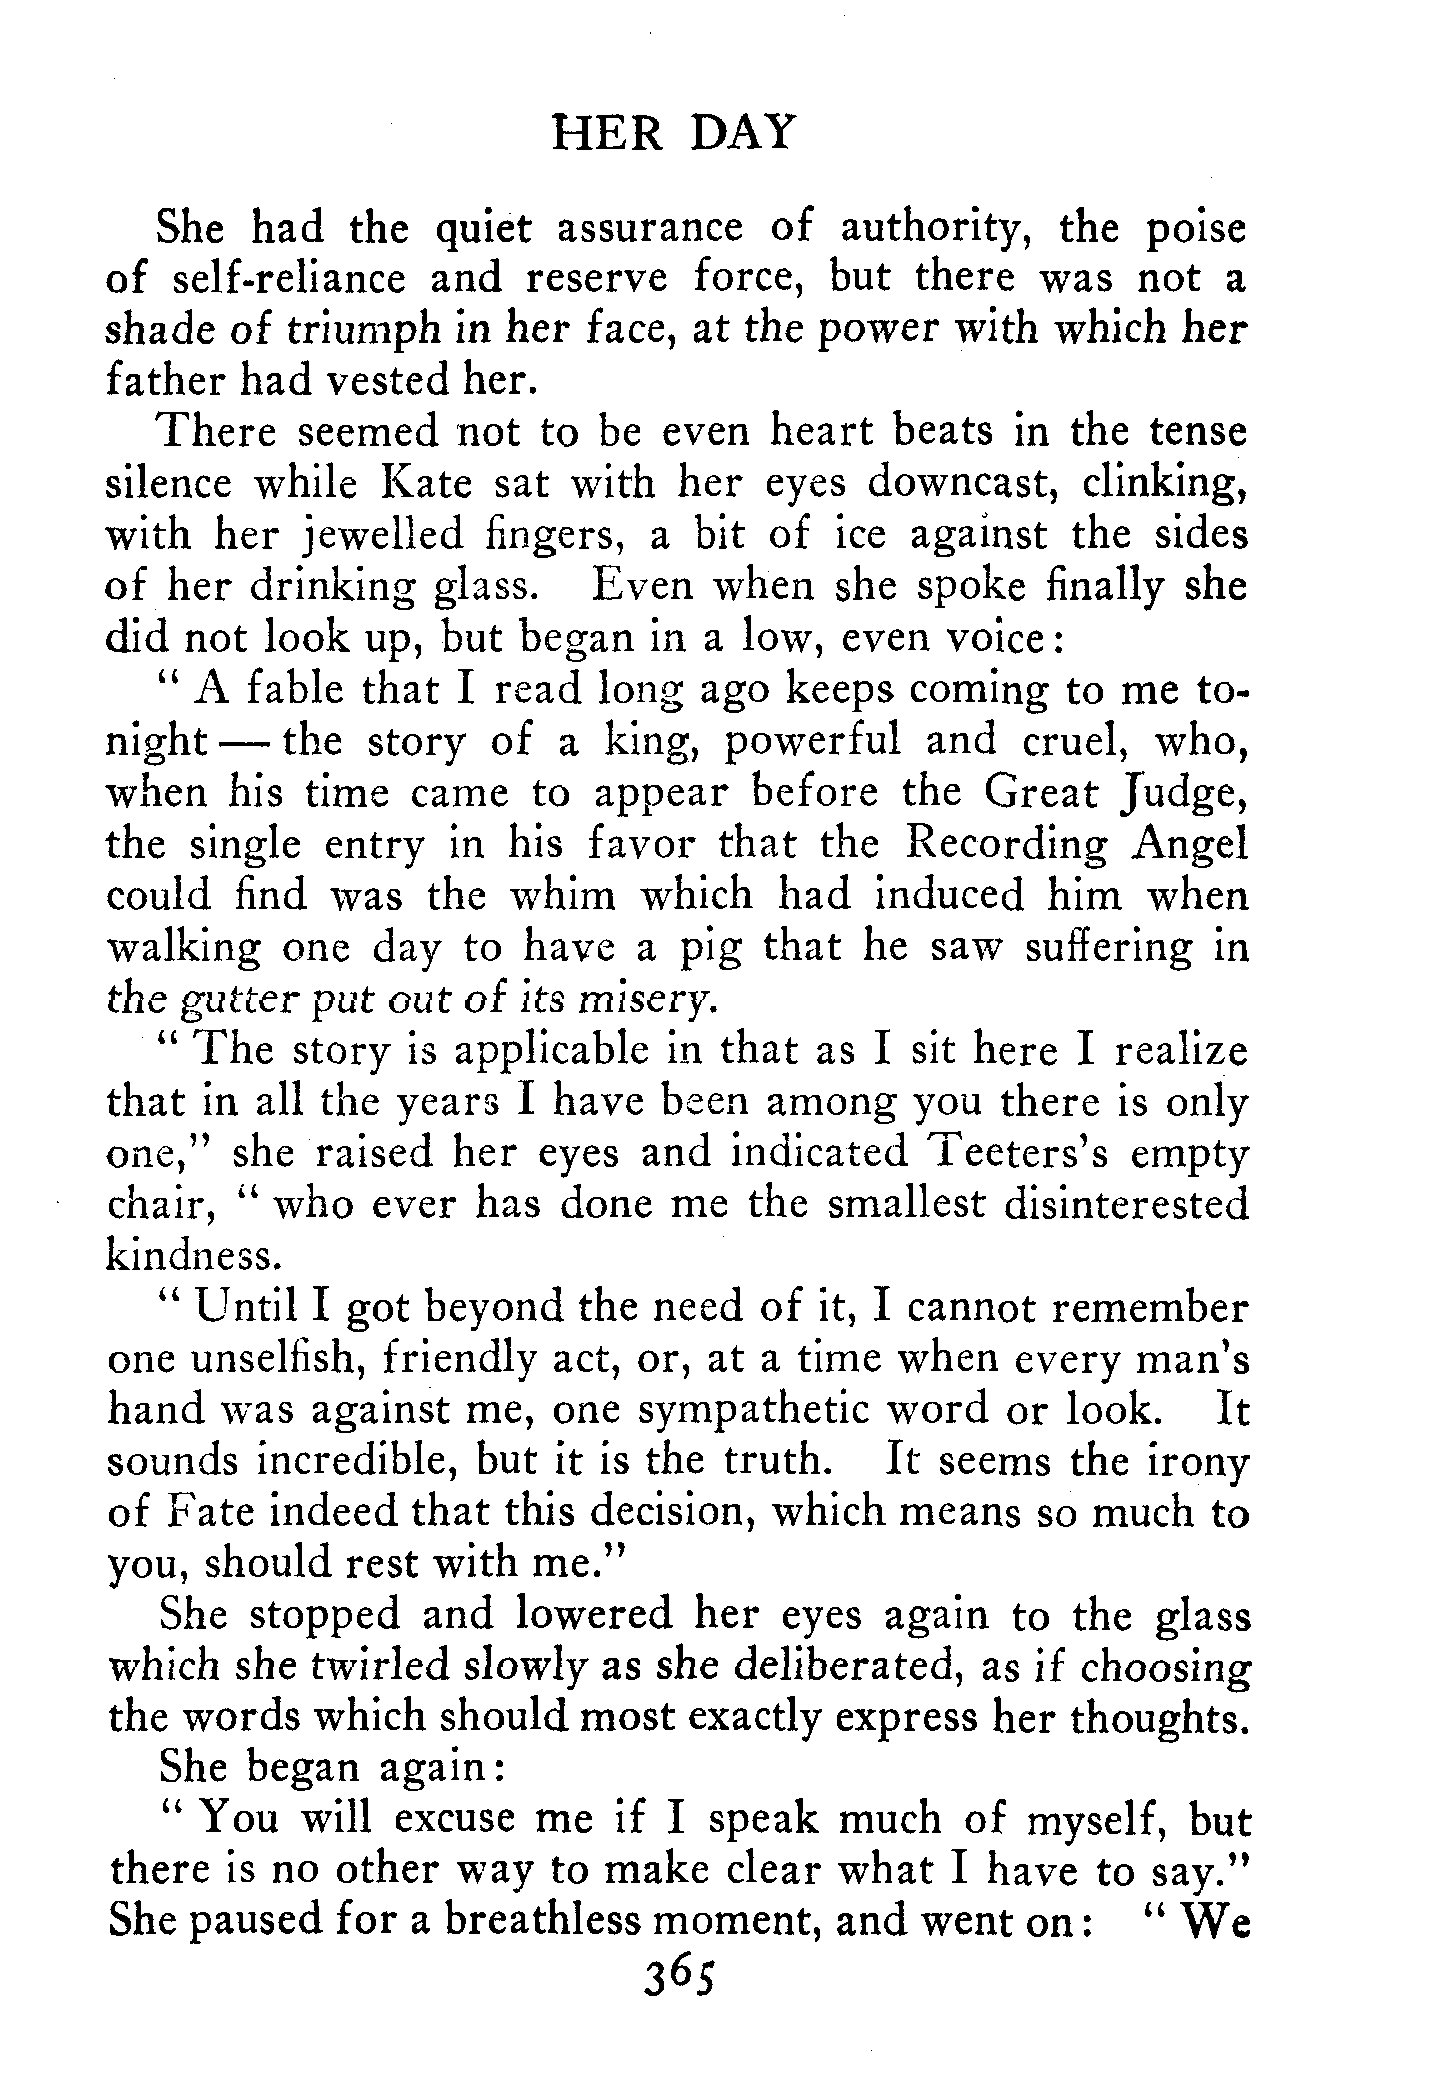 HER DAY
She had the quiet assurance of authority, the poise
of self-reliance and reserve force, but there was not a
shade of triumph in her face, at the power with which her
father had vested her.
There seemed not to be even heart beats in the tense
silence while Kate sat with her eyes downcast, clinking,
with her jewelled fingers, a bit of ice against the sides
of her drinking glass. Even when she spoke finally she
did not look up, but began in a low, even voice:
" A fable that I read long ago keeps coming to me to-
night — the story of a king, powerful and cruel, who,
when his time came to appear before the Great Judge,
the single entry in his favor that the Recording Angel
could find was the whim which had induced him when
walking one day to have a pig that he saw suffering in
the gutter put out of its misery.
" The story is applicable in that as I sit here I realize
that in all the years I have been among you there is only
one," she raised her eyes and indicated Teeters's empty
chair, " who ever has done me the smallest disinterested
kindness.
" Until I got beyond the need of it, I cannot remember
one unselfish, friendly act, or, at a time when every man's
hand was against me, one sympathetic word or look. It
sounds incredible, but it is the truth. It seems the irony
of Fate indeed that this decision, which means so much to
you, should rest with me."
She stopped and lowered her eyes again to the glass
which she twirled slowly as she deliberated, as if choosing
the words which should most exactly express her thoughts.
She began again:
" You will excuse me if I speak much of myself, but
there is no other way to make clear what I have to say."
She paused for a breathless moment, and went on: " We
365